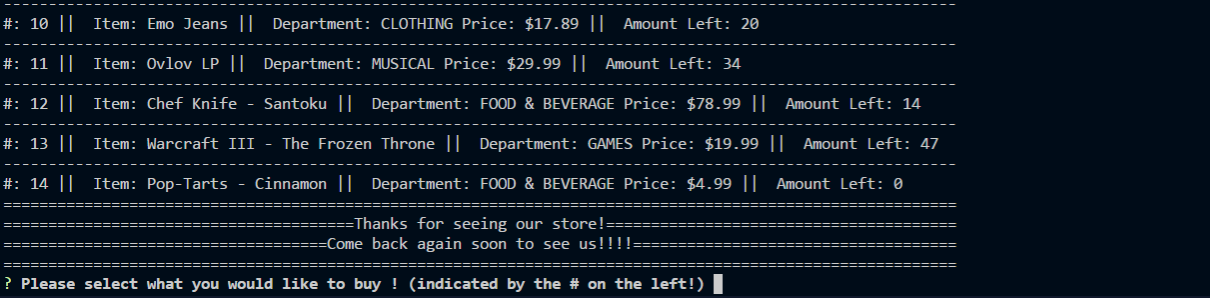 ----------------------------------------------------------------------------------------------------------
#: 10 ||  Item: Emo Jeans ||  Department: CLOTHING Price: $17.89 ||  Amount Left: 20
----------------------------------------------------------------------------------------------------------
#: 11 ||  Item: Ovlov LP ||  Department: MUSICAL Price: $29.99 ||  Amount Left: 34
----------------------------------------------------------------------------------------------------------
#: 12 ||  Item: Chef Knife - Santoku ||  Department: FOOD & BEVERAGE Price: $78.99 ||  Amount Left: 14
----------------------------------------------------------------------------------------------------------
#: 13 ||  Item: Warcraft III - The Frozen Throne ||  Department: GAMES Price: $19.99 ||  Amount Left: 47
----------------------------------------------------------------------------------------------------------
#: 14 ||  Item: Pop-Tarts - Cinnamon ||  Department: FOOD & BEVERAGE Price: $4.99 ||  Amount Left: 0
==========================================================================================================
=======================================Thanks for seeing our store!=======================================
====================================Come back again soon to see us!!!!====================================
==========================================================================================================
? Please select what you would like to buy ! (indicated by the # on the left!)